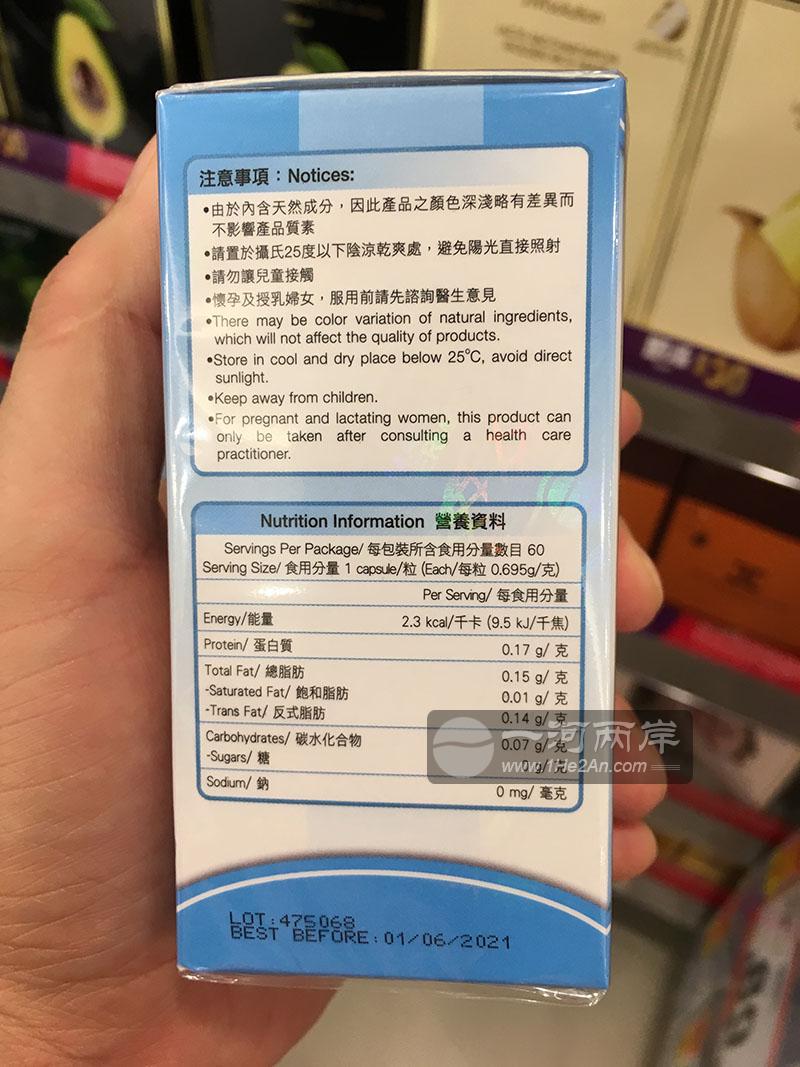 注意事項：Notices:
•由於內含天然成分，因此產品之顏色深淺略有差異而
不影響產品質素
•請置於攝氏25度以下陰涼乾爽處，避免陽光直接照射
•請勿讓兒童接觸
•懷孕及授乳婦女，服用前請先諮詢醫生意見
•There may be color variation of natural ingredients,
which will not affect the quality of products.
•Store in cool and dry place below 25°C, avoid direct
sunlight.
•Keep away from children.
•For pregnant and lactating women, this product can
only be taken after consulting a health care
practitioner.
Nutrition Information 營養資料
Servings Per Package/ 每包裝所含食用分量數目 60
Serving Size/ 食用分量 1 capsule/粒 (Each/每粒 0.695g/克)
Per Serving/ 每食用分量
Energy/能量 2.3 kcal/千卡 (9.5 kJ/千焦)
Protein/ 蛋白質 0.17 g/ 克
Total Fat/ 總脂肪 0.15 g/ 克
-Saturated Fat/ 飽和脂肪 0.01 g/ 克
-Trans Fat/ 反式脂肪 0.14 g/ 克
Carbohydrates/ 碳水化合物 0.07 g/ 克
-Sugars/ 糖 0 g/ 克
Sodium/ 鈉 0 mg/ 毫克
一河兩岸
www.1He2An.com
LOT:475068
BEST BEFORE:01/06/2021